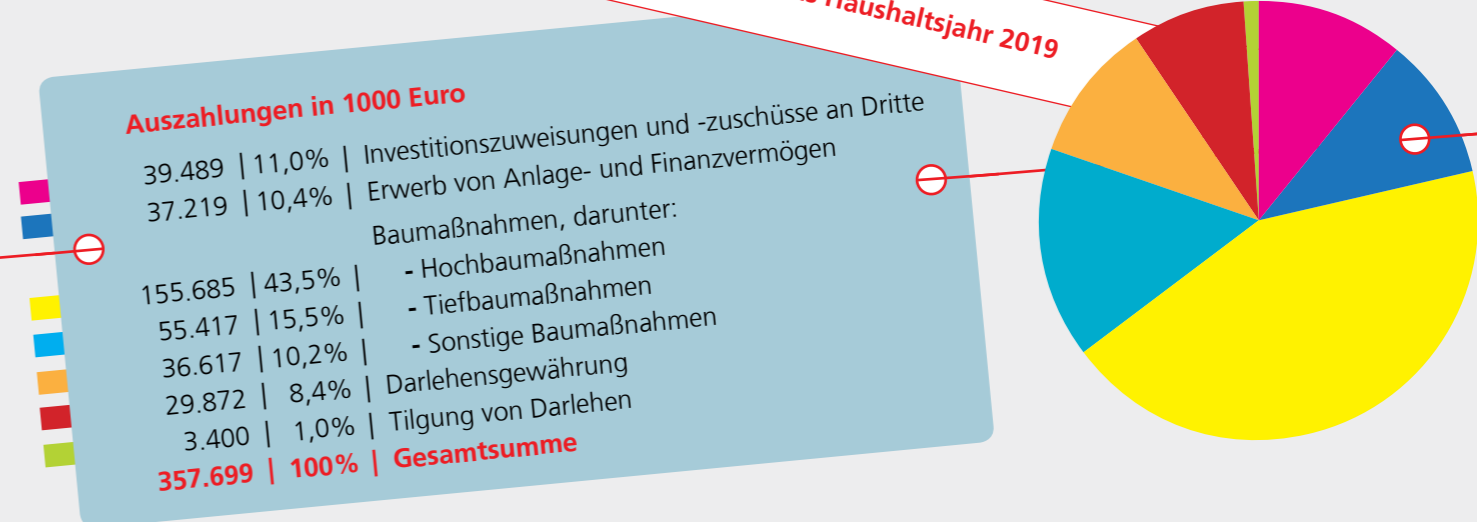 Haushaltsjahr 2019
Auszahlungen in 1000 Euro
39.489 | 11,0% | Investitionszuweisungen und -zuschüsse an Dritte
37.219 | 10,4% | Erwerb von Anlage- und Finanzvermögen
Baumaßnahmen, darunter:
155.685 | 43,5% | - Hochbaumaßnahmen
55.417 | 15,5% | - Tiefbaumaßnahmen
36.617 | 10,2% | - Sonstige Baumaßnahmen
29.872 | 8,4% | Darlehensgewährung
3.400 | 1,0% | Tilgung von Darlehen
357.699 | 100% | Gesamtsumme